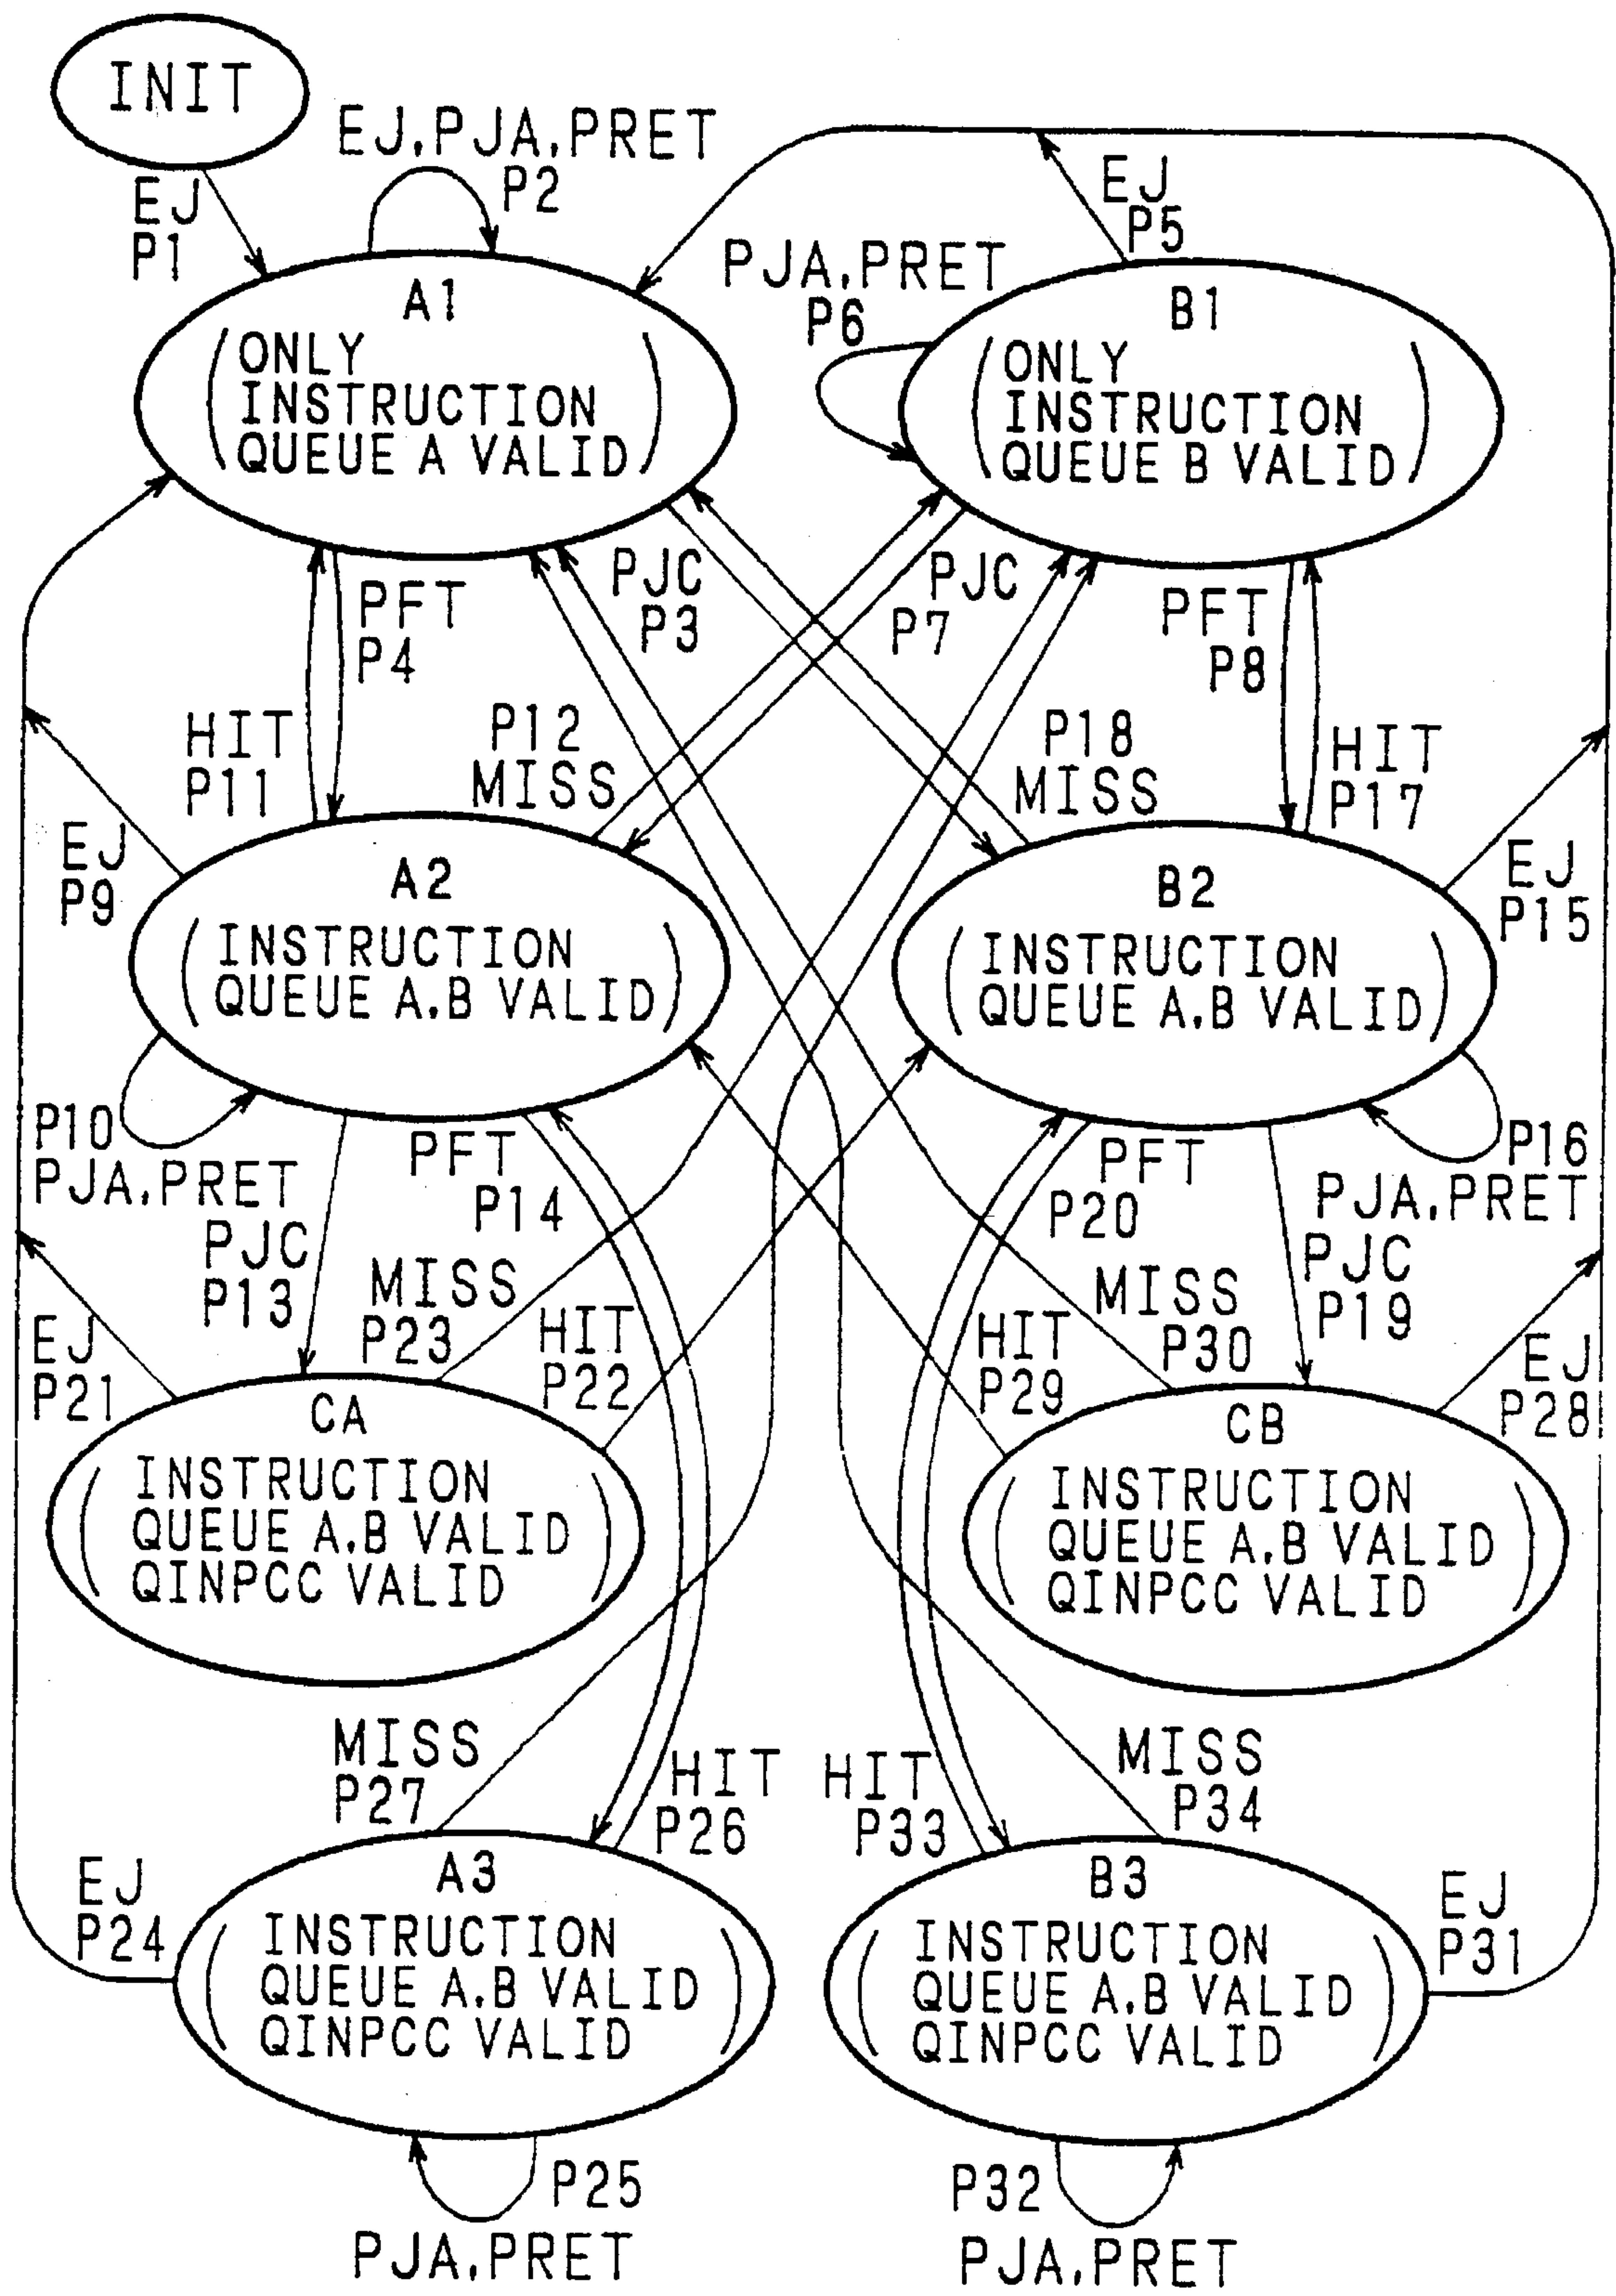 INIT
EJ
P1
EJ,PJA,PRET
P2
EJ
P5
PJA,PRET
P6
A1
ONLY
INSTRUCTION
QUEUE A VALID
B1
ONLY
INSTRUCTION
QUEUE B VALID
PFT
P4
PJC
P3
PJC
P7
PFT
P8
HIT
P11
P12
MISS
P18
MISS
HIT
P17
EJ
P9
EJ
P15
A2
INSTRUCTION
QUEUE A,B VALID
B2
INSTRUCTION
QUEUE A,B VALID
P10
PJA,PRET
PFT
P14
PFT
P20
P16
PJA,PRET
PJC
P13
PJC
P19
MISS
P23
HIT
P22
HIT
P29
MISS
P30
EJ
P21
EJ
P28
CA
INSTRUCTION
QUEUE A,B VALID
QINPCC VALID
CB
INSTRUCTION
QUEUE A,B VALID
QINPCC VALID
MISS
P27
HIT
P26
HIT
P33
MISS
P34
EJ
P24
EJ
P31
A3
INSTRUCTION
QUEUE A,B VALID
QINPCC VALID
B3
INSTRUCTION
QUEUE A,B VALID
QINPCC VALID
P25
PJA,PRET
P32
PJA,PRET